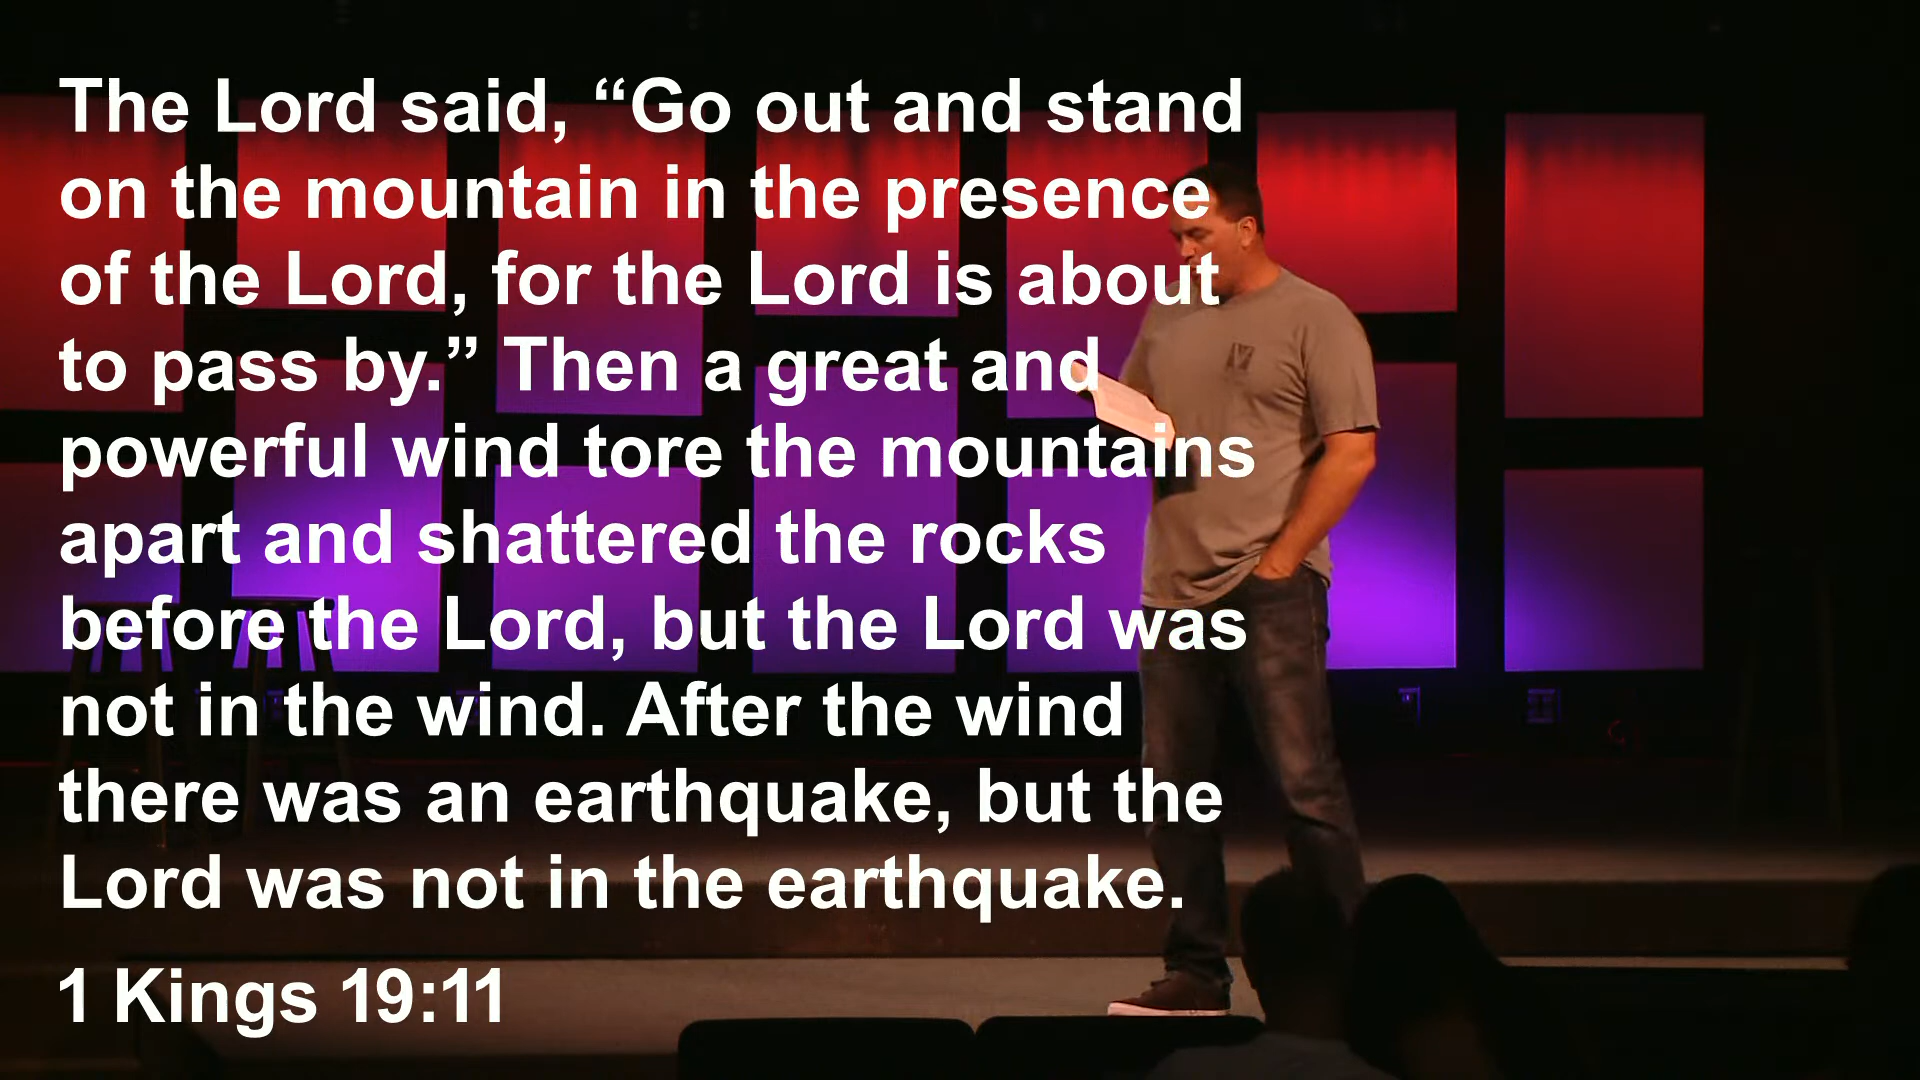 The Lord said, “Go out and stand
on the mountain in the presence
of the Lord, for the Lord is about
to pass by.” Then a great and
powerful wind tore the mountains
apart and shattered the rocks
before the Lord, but the Lord was
not in the wind. After the wind
there was an earthquake, but the
Lord was not in the earthquake.
1 Kings 19:11